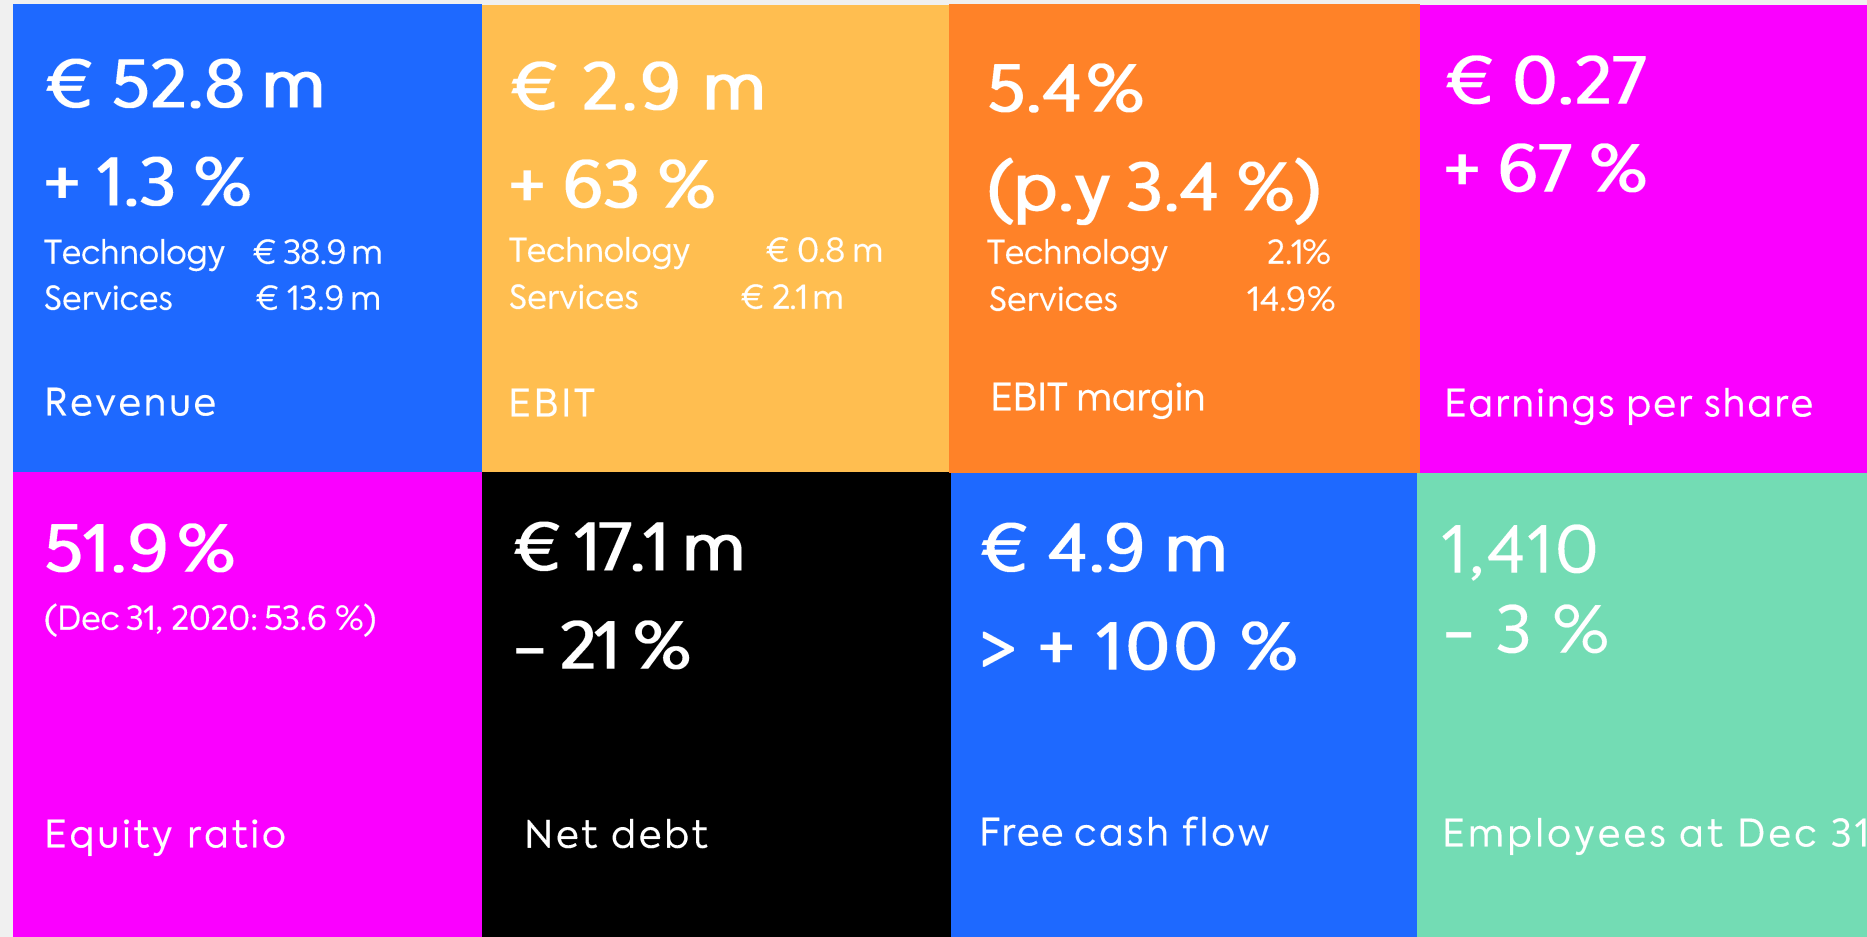 € 52.8 m
+ 1.3 %
Technology € 38.9 m
Services € 13.9 m
Revenue
€ 2.9 m
+ 63 %
Technology € 0.8 m
Services € 2.1 m
EBIT
5.4%
(p.y 3.4 %)
Technology 2.1%
Services 14.9%
EBIT margin
€ 0.27
+ 67 %
Earnings per share
51.9 %
(Dec 31, 2020: 53.6 %)
Equity ratio
€ 17.1 m
– 21 %
Net debt
€ 4.9 m
> + 100 %
Free cash flow
1,410
– 3 %
Employees at Dec 31